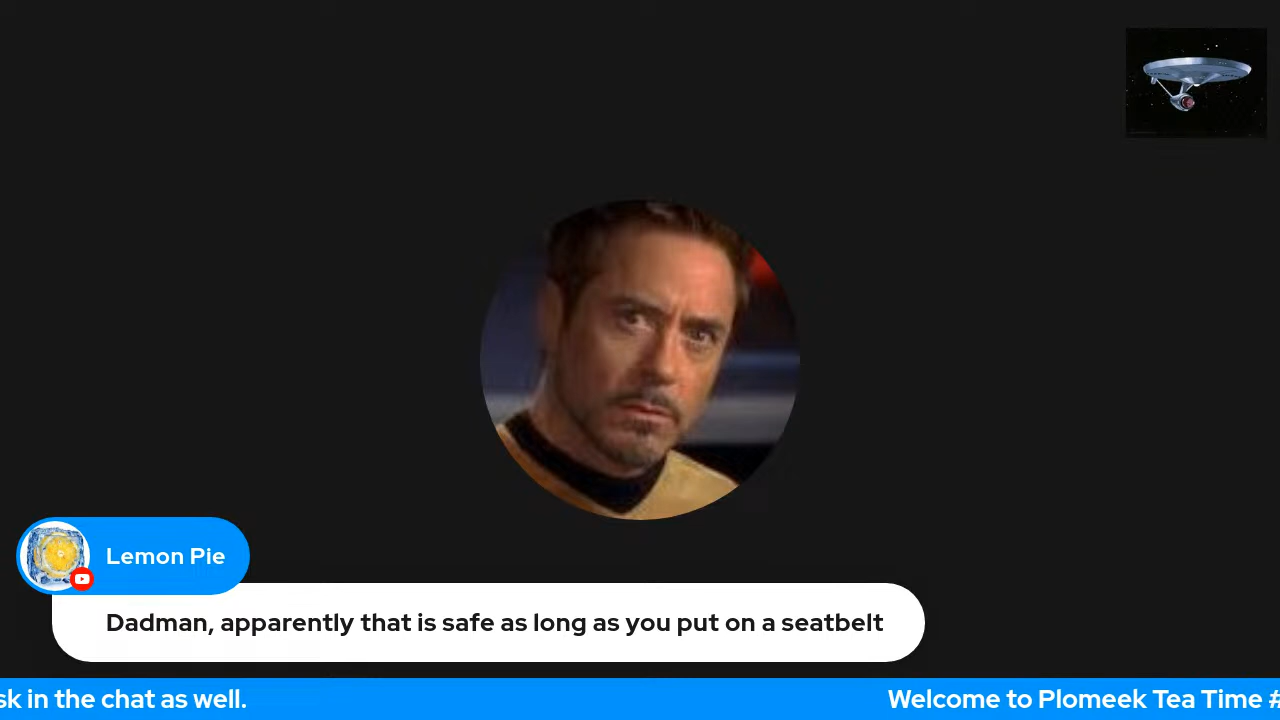 Lemon Pie
Dadman, apparently that is safe as long as you put on a seatbelt
sk in the chat as well. Welcome to Plomeek Tea Time #